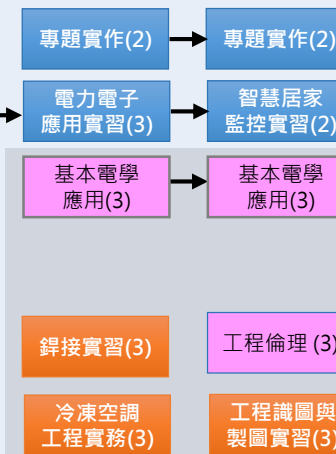 專題實作(2)
專題實作(2)
電力電子
應用實習(3)
智慧居家
監控實習(2)
基本電學
應用(3)
基本電學
應用(3)
銲接實習(3)
工程倫理 (3)
冷凍空調
工程實務(3)
工程識圖與
製圖實習(3)